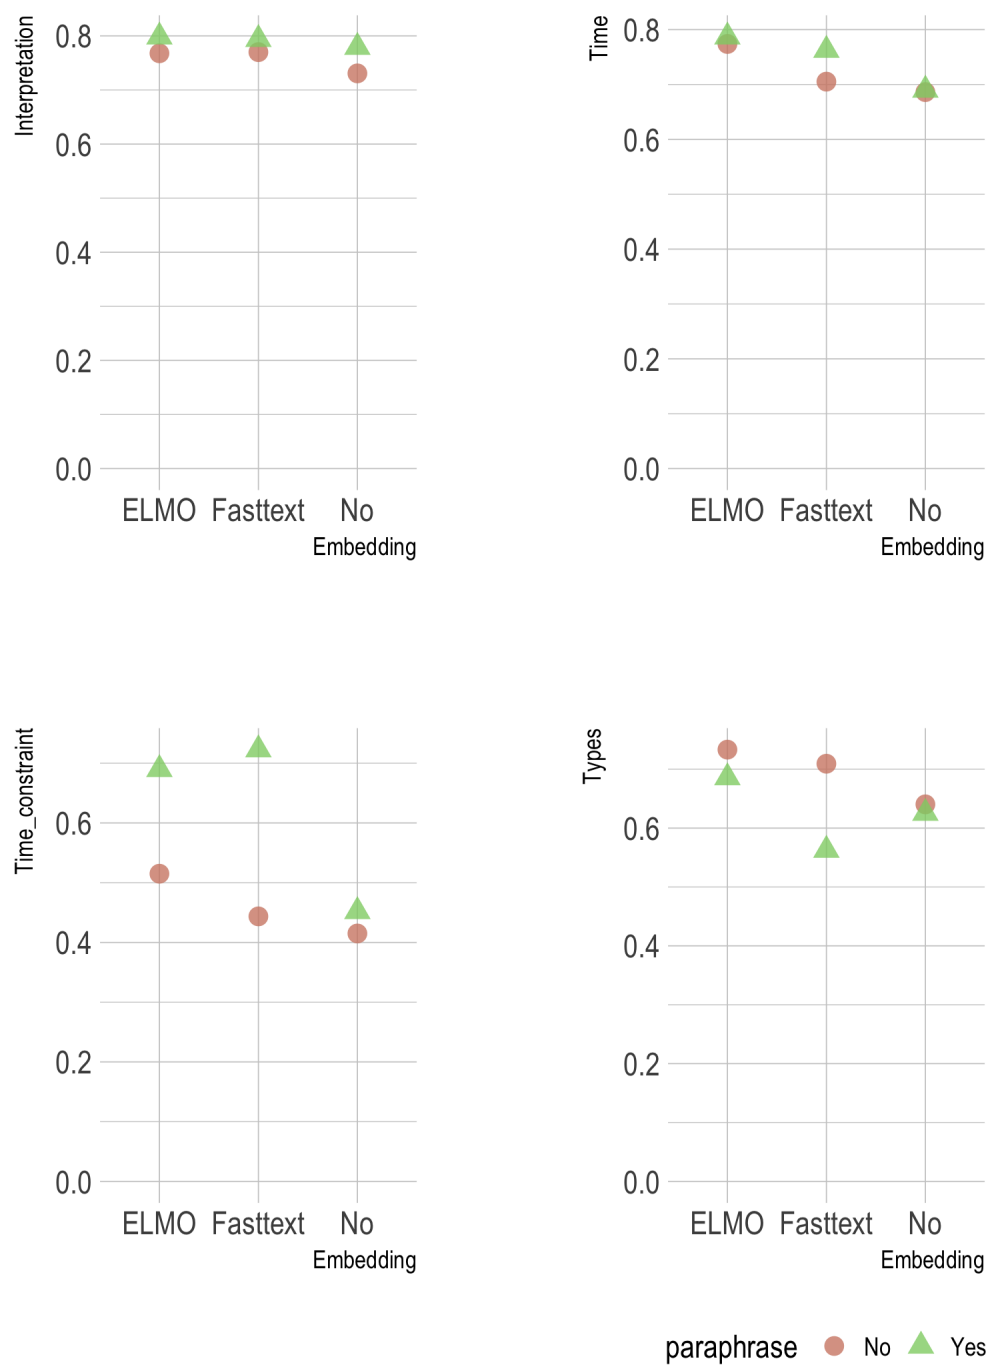 Interpretation
0.8
0.6
0.4
0.2
0.0
ELMO Fasttext No
Embedding
Time
0.8
0.6
0.4
0.2
0.0
ELMO Fasttext No
Embedding
Time_constraint
0.6
0.4
0.2
0.0
ELMO Fasttext No
Embedding
Types
0.6
0.4
0.2
0.0
ELMO Fasttext No
Embedding
paraphrase No Yes